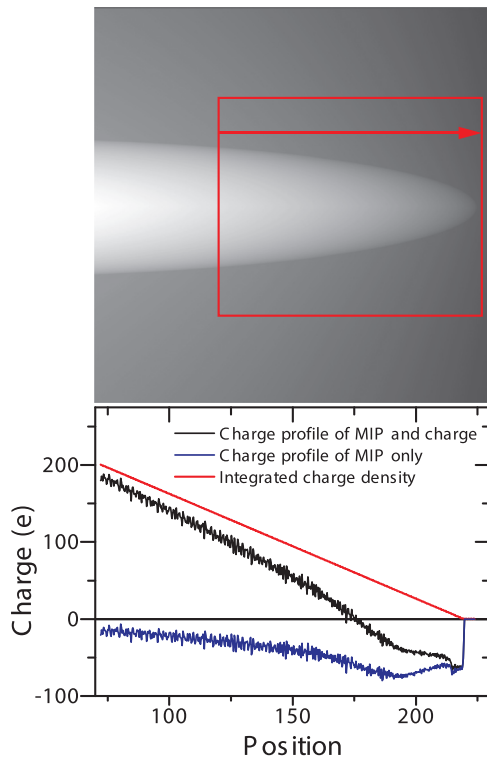 Charge profile of MIP and charge
Charge profile of MIP only
Integrated charge density
200
100
0
-100
Charge (e)
100
150
200
Position